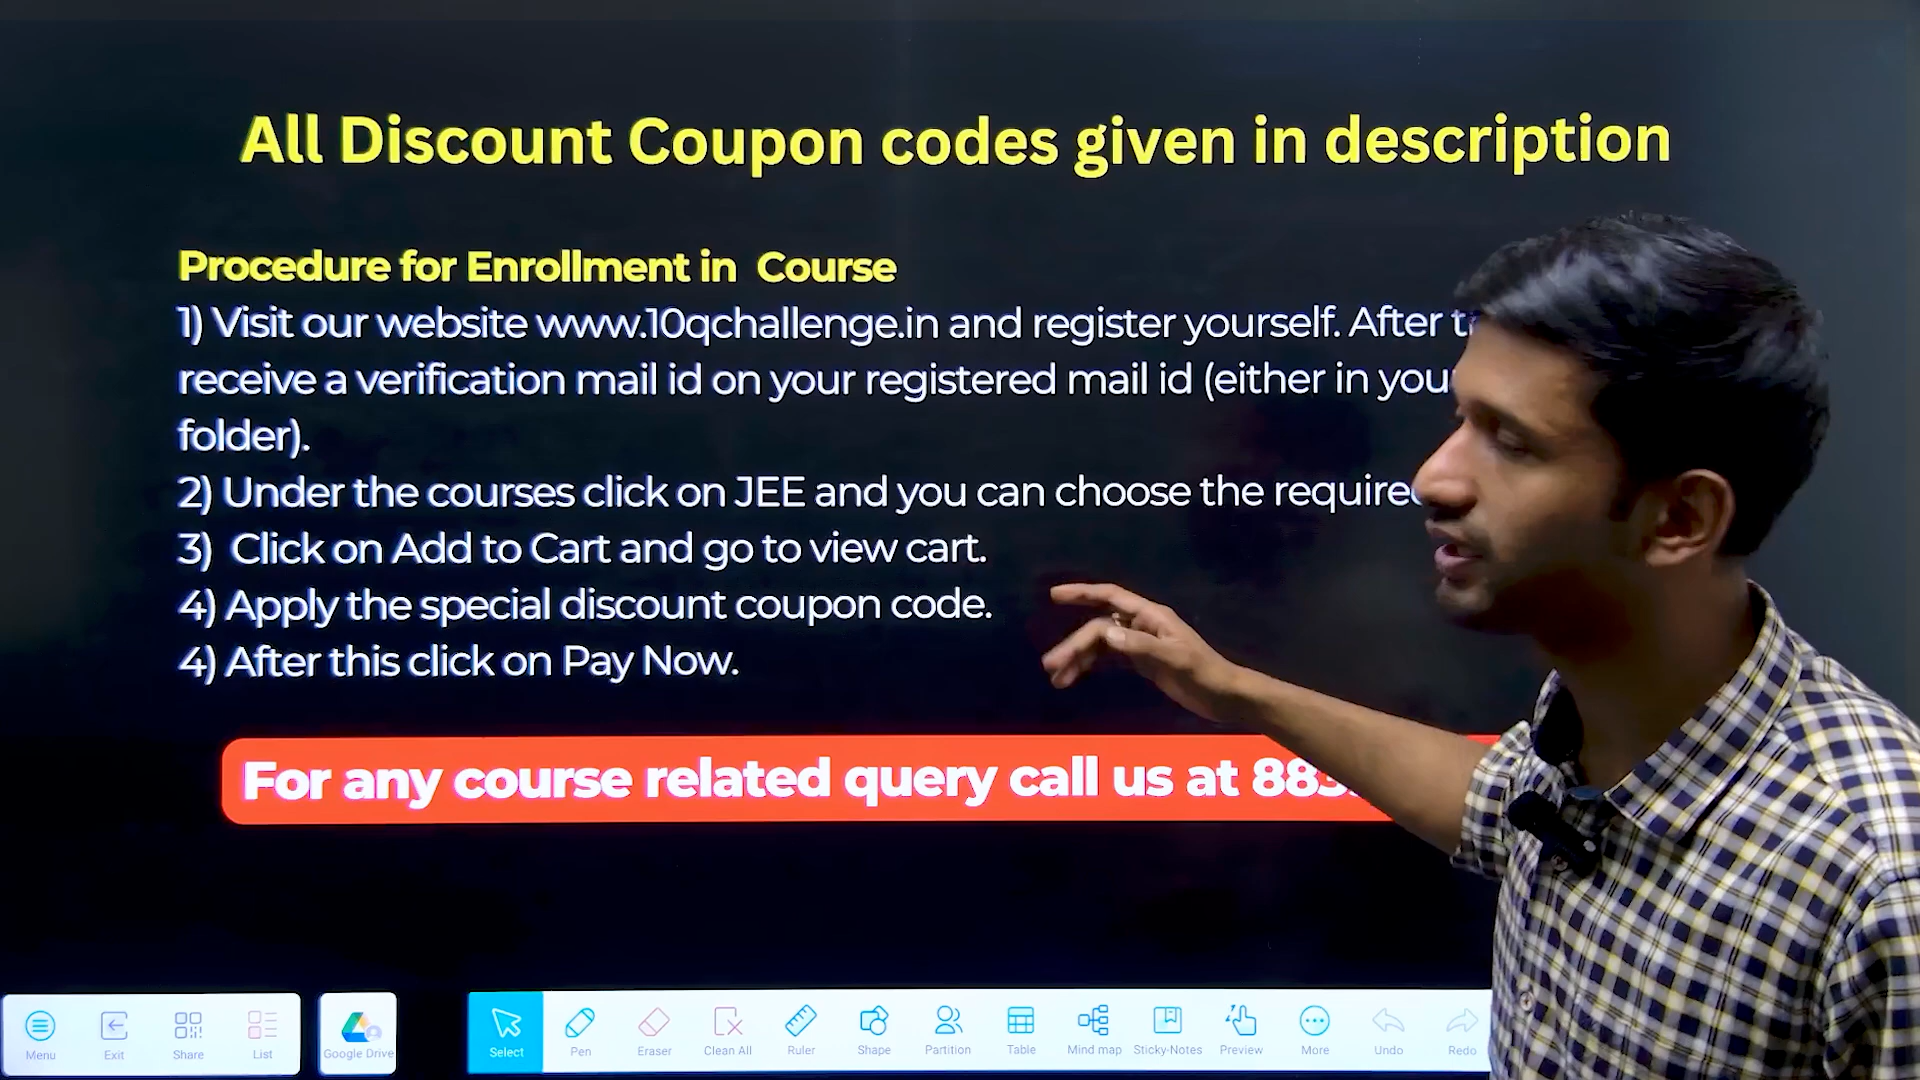 All Discount Coupon codes given in description
Procedure for Enrollment in  Course
1) Visit our website www.10qchallenge.in and register yourself. After
receive a verification mail id on your registered mail id (either in
folder).
2) Under the courses click on JEE and you can choose the
3)  Click on Add to Cart and go to view cart.
4) Apply the special discount coupon code.
4) After this click on Pay Now.
For any course related query call us at
Menu Exit Share List Google Drive Select Pen Eraser Clean All Ruler Shape Partition Table Mind map Sticky-Notes Preview More Undo Redo